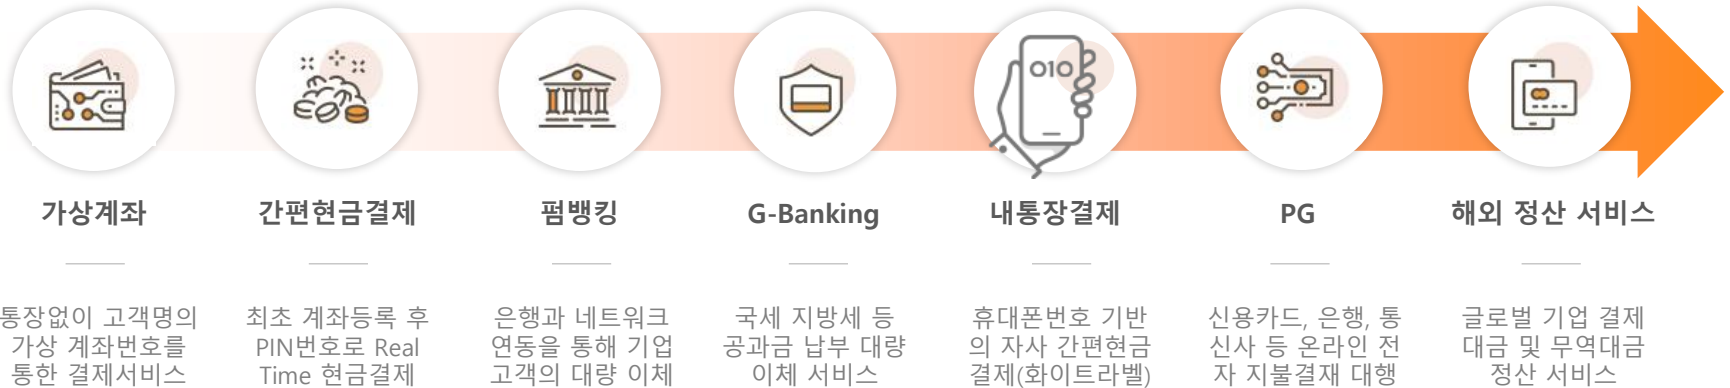 010
가상계좌
통장없이 고객명의
가상 계좌번호를
통한 결제서비스
간편현금결제
최초 계좌등록 후
PIN번호로 Real
Time 현금결제
펌뱅킹
은행과 네트워크
연동을 통해 기업
고객의 대량 이체
G-Banking
국세 지방세 등
공과금 납부 대량
이체 서비스
내통장결제
휴대폰번호 기반
의 자사 간편현금
결제(화이트라벨)
PG
신용카드, 은행, 통
신사 등 온라인 전
자 지불결재 대행
해외 정산 서비스
글로벌 기업 결제
대금 및 무역대금
정산 서비스